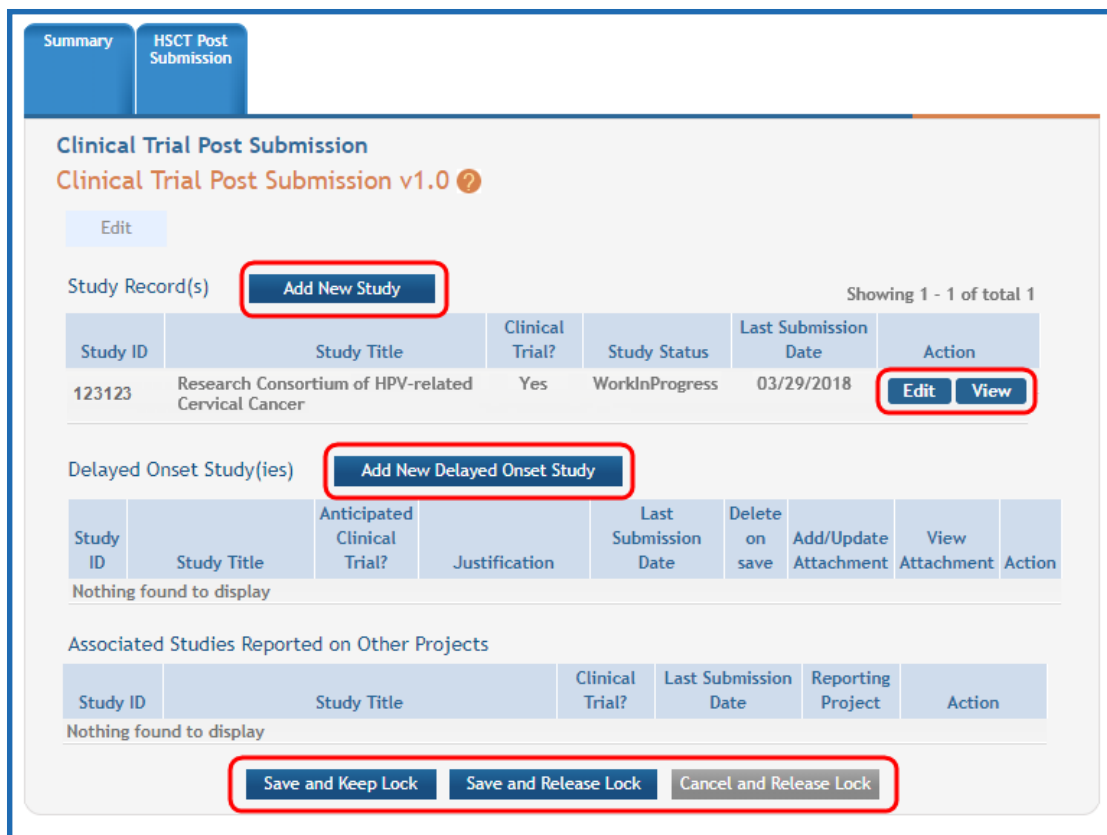 Summary
HSCT Post
Submission
Clinical Trial Post Submission
Clinical Trial Post Submission v1.0 ?
Edit
Study Record(s) Add New Study Showing 1 - 1 of total 1
Clinical Last Submission
Study ID Study Title Trial? Study Status Date Action
123123 Research Consortium of HPV-related Yes WorkInProgress 03/29/2018 Edit View
Cervical Cancer
Delayed Onset Study(ies) Add New Delayed Onset Study
Anticipated Last Delete
Study Clinical Submission on Add/Update View
ID Study Title Trial? Justification Date save Attachment Attachment Action
Nothing found to display
Associated Studies Reported on Other Projects
Clinical Last Submission Reporting
Study ID Study Title Trial? Date Project Action
Nothing found to display
Save and Keep Lock Save and Release Lock Cancel and Release Lock